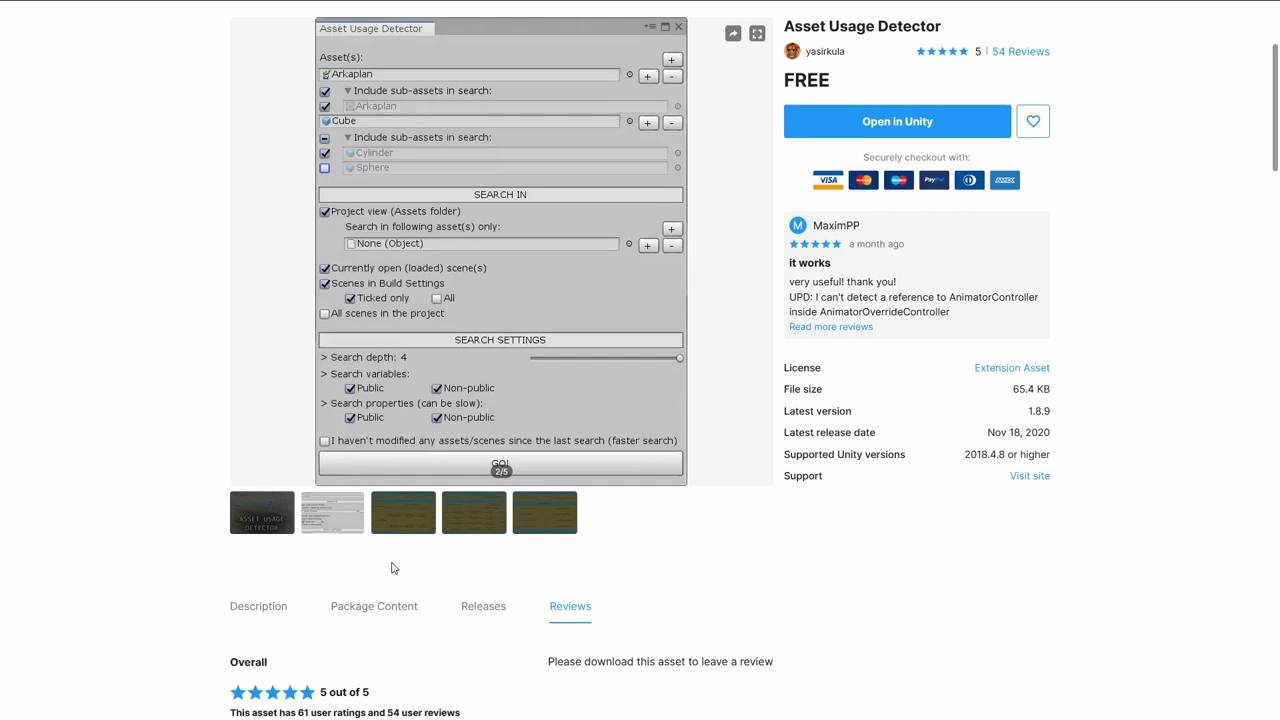 Asset Usage Detector
Asset(s):
+
Arkaplan
+
-
Include sub-assets in search:
Arkaplan
Cube
+
-
Include sub-assets in search:
Cylinder
Sphere
SEARCH IN
Project view (Assets folder)
Search in following asset(s) only:
+
None (Object)
+
-
Currently open (loaded) scene(s)
Scenes in Build Settings
Ticked only
All
All scenes in the project
SEARCH SETTINGS
> Search depth: 4
> Search variables:
Public
Non-public
> Search properties (can be slow):
Public
Non-public
I haven't modified any assets/scenes since the last search (faster search)
GO!
2/5
ASSET USAGE
DETECTOR
Asset Usage Detector
yasirkula
5 | 54 Reviews
FREE
Open in Unity
Securely checkout with:
VISA
PayPal
AMEX
M
MaximPP
a month ago
it works
very useful! thank you!
UPD: I can't detect a reference to AnimatorController
inside AnimatorOverrideController
Read more reviews
License
Extension Asset
File size
65.4 KB
Latest version
1.8.9
Latest release date
Nov 18, 2020
Supported Unity versions
2018.4.8 or higher
Support
Visit site
Description
Package Content
Releases
Reviews
Overall
Please download this asset to leave a review
5 out of 5
This asset has 61 user ratings and 54 user reviews